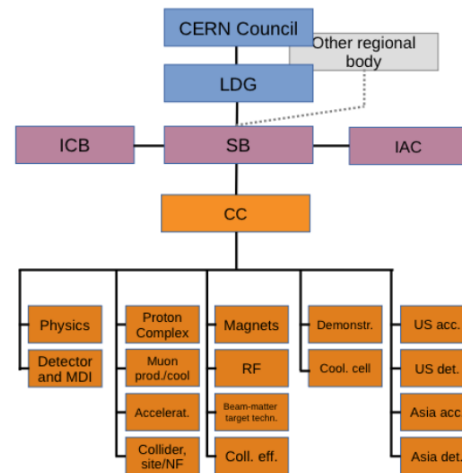 CERN Council
Other regional
body
LDG
ICB
SB
IAC
CC
Physics
Detector
and MDI
Proton
Complex
Muon
prod./cool
Accelerat.
Collider,
site/NF
Magnets
RF
Beam-matter
target techn.
Coll. eff.
Demonstr.
Cool. cell
US acc.
US det.
Asia acc.
Asia det.